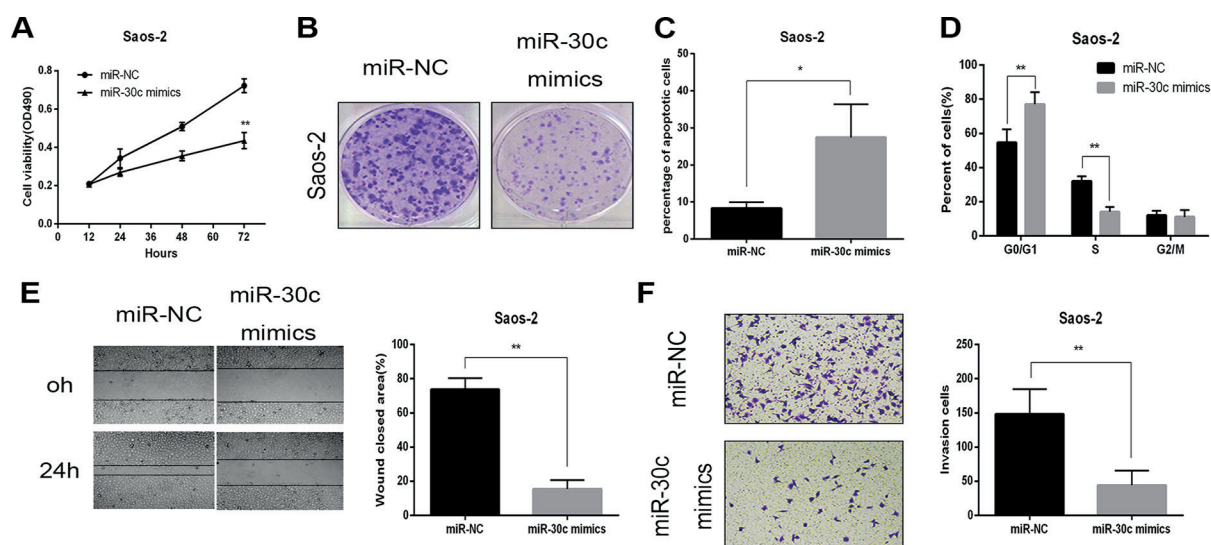 A
Saos-2
miR-NC
miR-30c mimics
Cell viability(OD490)
0.8
0.6
0.4
0.2
0.0
**
0 12 24 36 48 60 72
Hours
B
miR-NC
miR-30c
mimics
Saos-2
C
Saos-2
percentage of apoptotic cells
50
40
30
20
10
0
*
miR-NC miR-30c mimics
D
Saos-2
miR-NC
miR-30c mimics
Percent of cells(%)
100
80
60
40
20
0
**
**
G0/G1 S G2/M
E
miR-NC
miR-30c
mimics
oh
24h
Saos-2
Wound closed area(%)
100
80
60
40
20
0
**
miR-NC miR-30c mimics
F
miR-NC
miR-30c
mimics
Saos-2
Invasion cells
250
200
150
100
50
0
**
miR-NC miR-30c mimics